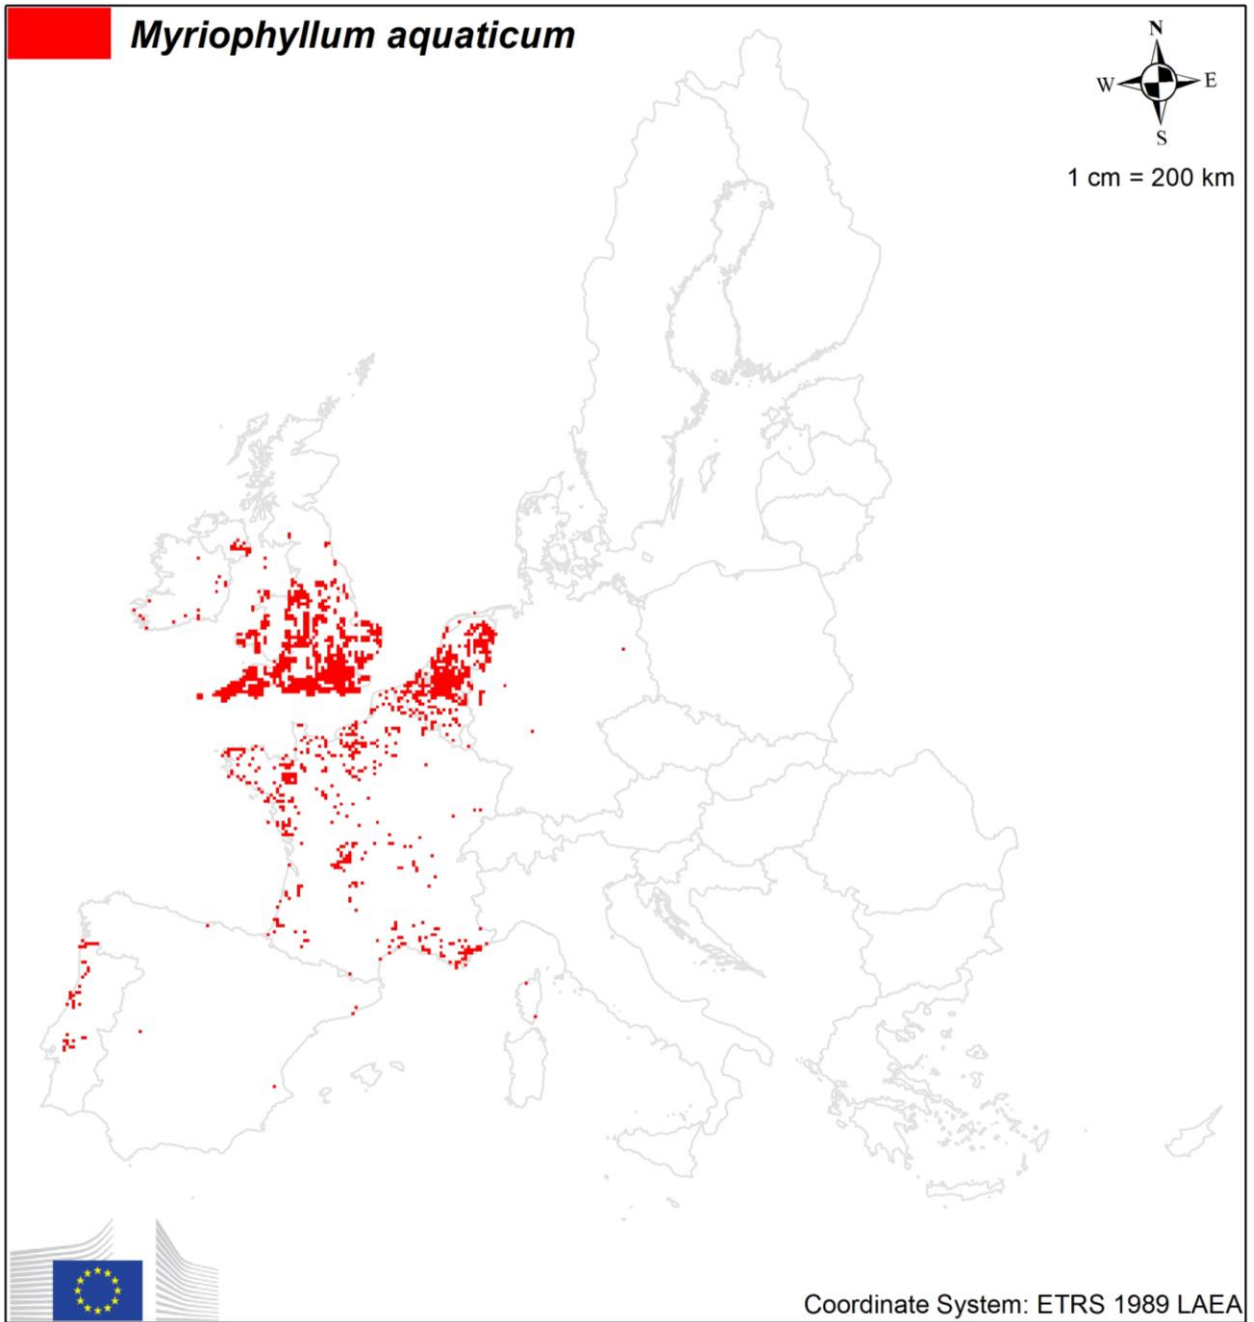 Myriophyllum aquaticum
N
W E
S
1 cm = 200 km
Coordinate System: ETRS 1989 LAEA